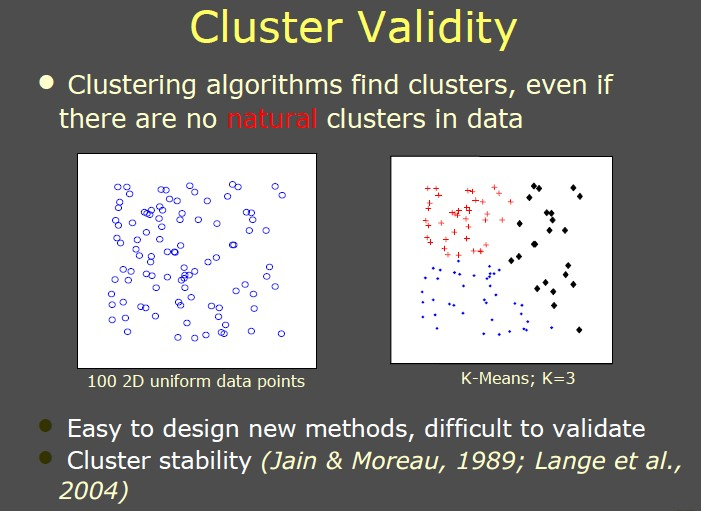 Cluster Validity
Clustering algorithms find clusters, even if
there are no natural clusters in data
100 2D uniform data points
K-Means; K=3
Easy to design new methods, difficult to validate
Cluster stability (Jain & Moreau, 1989; Lange et al.,
2004)